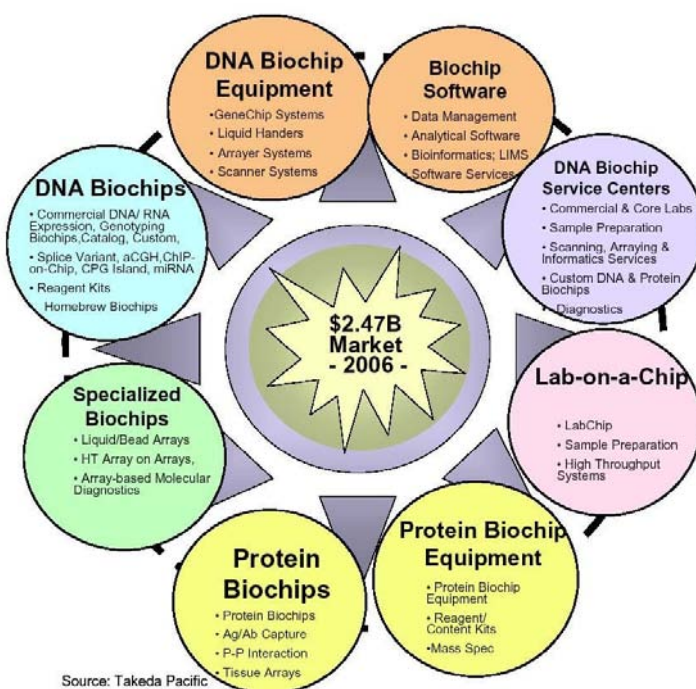 DNA Biochip
Equipment
•GeneChip Systems
• Liquid Handers
• Arrayer Systems
• Scanner Systems
Biochip
Software
• Data Management
• Analytical Software
• Bioinformatics; LIMS
• Software Services
DNA Biochip
Service Centers
• Commercial & Core Labs
• Sample Preparation
• Scanning, Arraying &
Informatics Services
• Custom DNA & Protein
Biochips
• Diagnostics
Lab-on-a-Chip
• LabChip
• Sample Preparation
• High Throughput
Systems
Protein Biochip
Equipment
• Protein Biochip
Equipment
• Reagent/
Content Kits
•Mass Spec
Protein
Biochips
• Protein Biochips
• Ag/Ab Capture
• P-P Interaction
• Tissue Arrays
Specialized
Biochips
• Liquid/Bead Arrays
• HT Array on Arrays,
• Array-based Molecular
Diagnostics
DNA Biochips
• Commercial DNA/ RNA
Expression, Genotyping
Biochips,Catalog, Custom,
• Splice Variant, aCGH,ChIP-
on-Chip, CPG Island, miRNA
• Reagent Kits
Homebrew Biochips
$2.47B
Market
- 2006 -
Source: Takeda Pacific